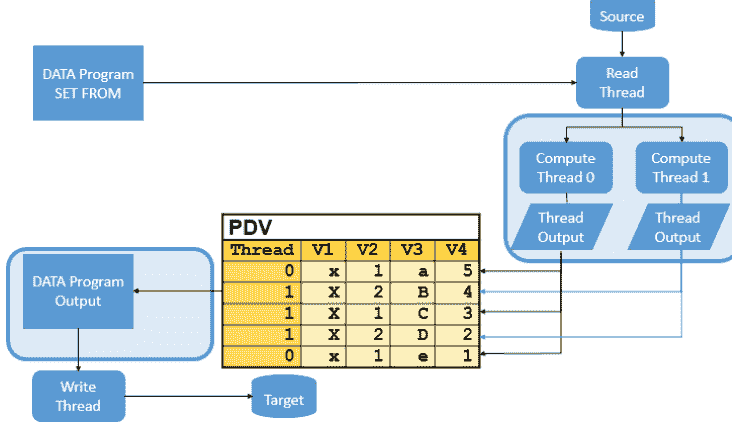 Source
DATA Program
SET FROM
Read
Thread
Compute
Thread 0
Compute
Thread 1
Thread
Output
Thread
Output
PDV
Thread V1 V2 V3 V4
0 x 1 a 5
1 X 2 B 4
1 X 1 C 3
1 X 2 D 2
0 x 1 e 1
DATA Program
Output
Write
Thread
Target